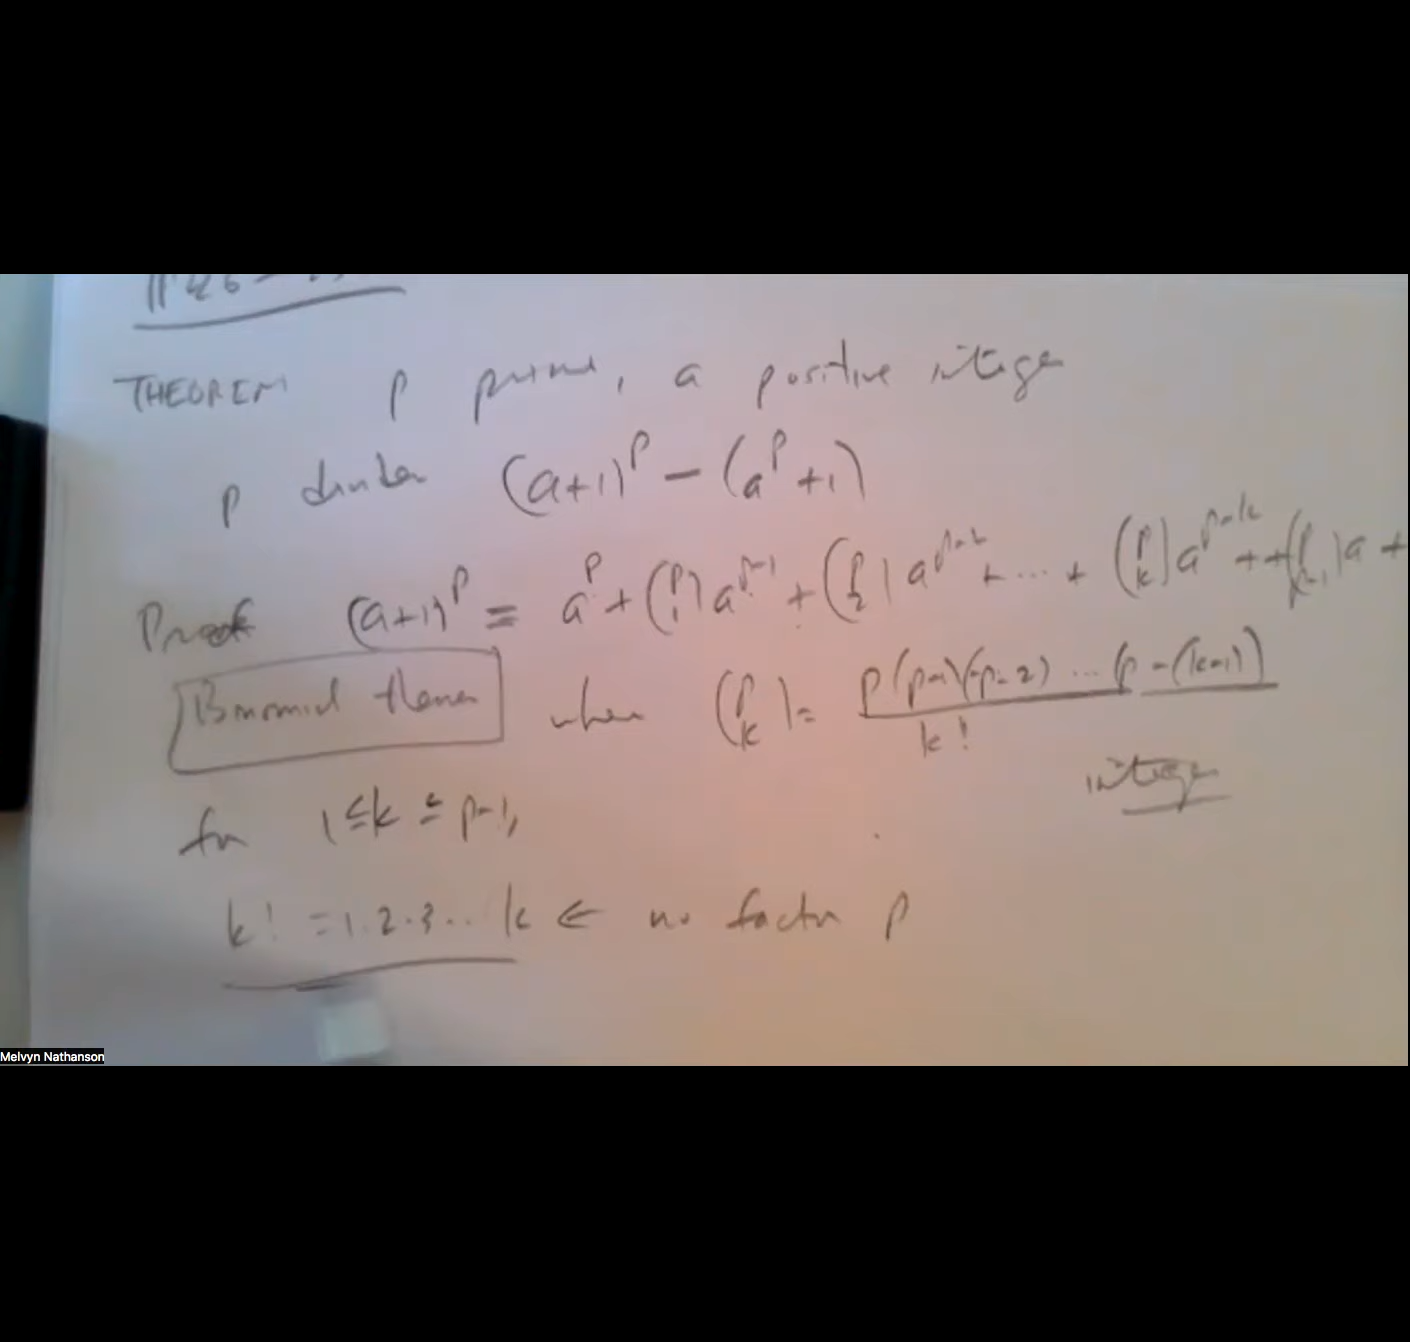 THEOREM p prime, a positive integer
p divides (a+1)^p − (a^p + 1)
Proof (a+1)^p = a^p + (p 1) a^{p-1} + (p 2) a^{p-2} + ... + (p k) a^{p-k} + + (p p-1) a +
Binomial theorem where (p k) = p(p-1)(p-2) ... (p-(k-1)) / k!
integer
for 1 ≤ k ≤ p-1,
k! = 1.2.3... k ← no factor p
Melvyn Nathanson